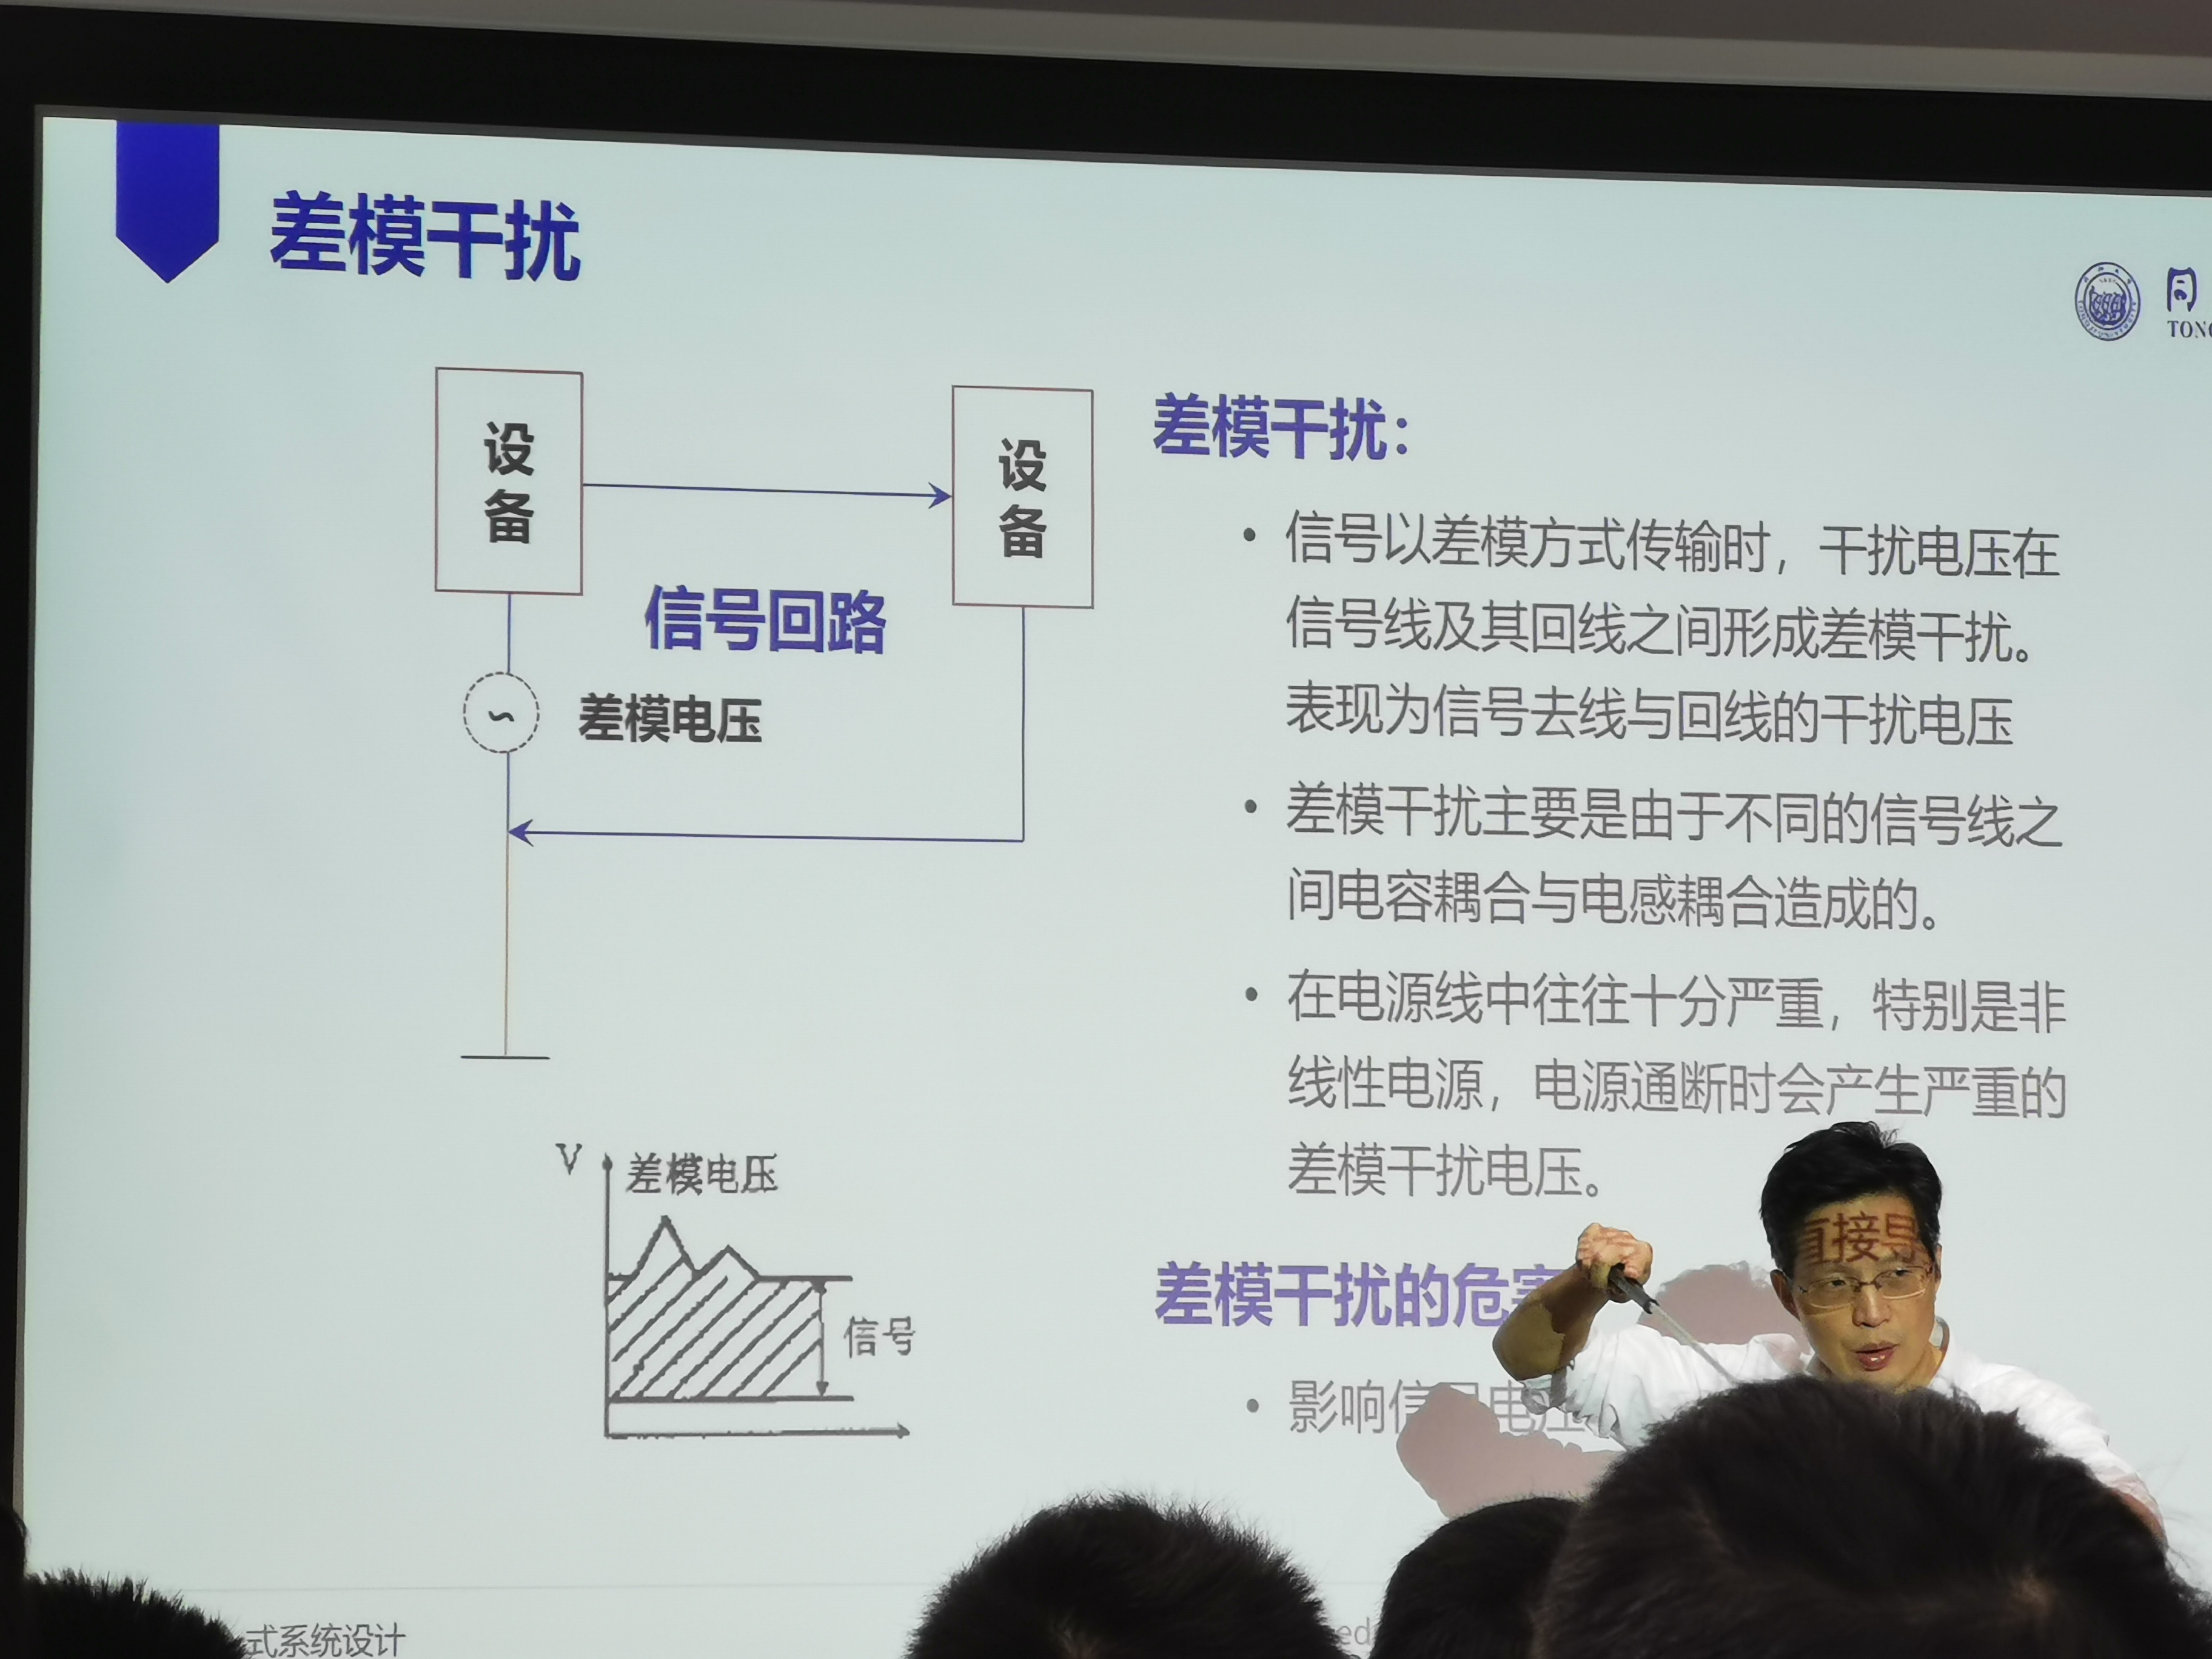 差模干扰
同
TONG
设备
设备
信号回路
差模电压
V
差模电压
信号
差模干扰:
• 信号以差模方式传输时，干扰电压在
信号线及其回线之间形成差模干扰。
表现为信号去线与回线的干扰电压
• 差模干扰主要是由于不同的信号线之
间电容耦合与电感耦合造成的。
• 在电源线中往往十分严重，特别是非
线性电源，电源通断时会产生严重的
差模干扰电压。
差模干扰的危害
• 影响信号电压
直接导
式系统设计